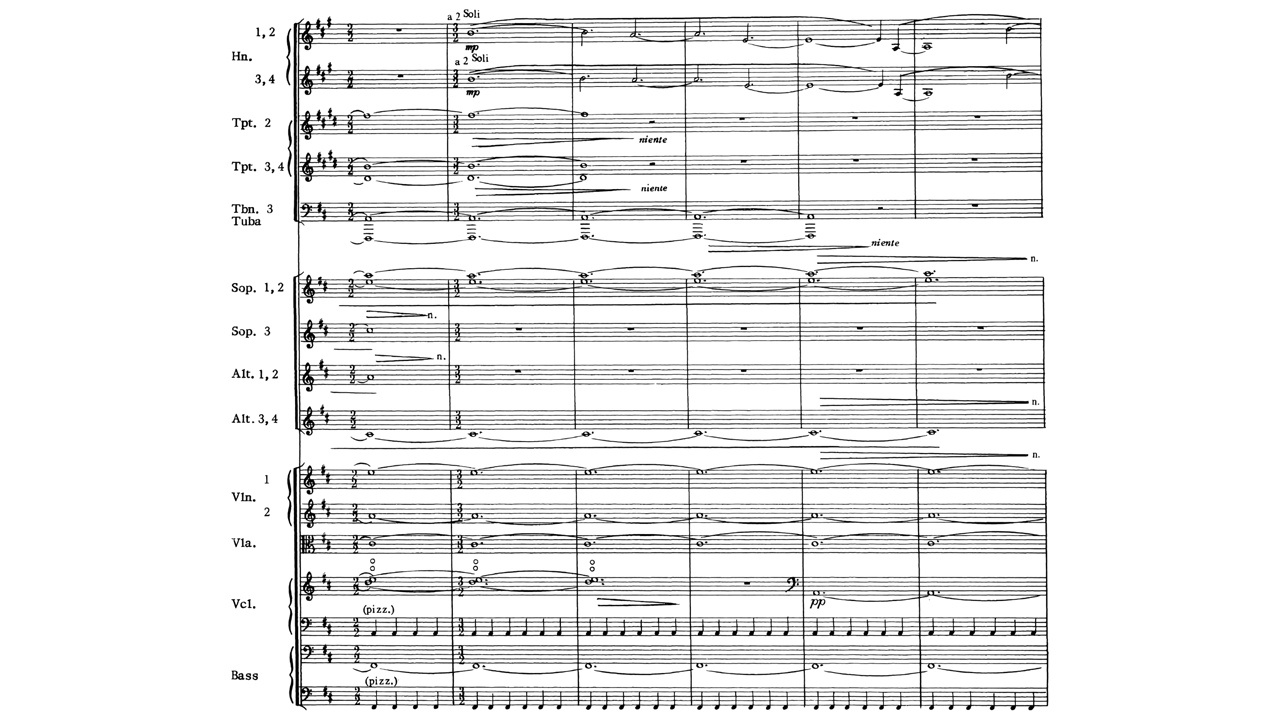 a 2 Soli
1, 2
Hn.
mp
a 2 Soli
3, 4
mp
Tpt. 2
niente
Tpt. 3, 4
niente
Tbn. 3
Tuba
niente
n.
Sop. 1, 2
n.
Sop. 3
n.
Alt. 1, 2
n.
Alt. 3, 4
n.
1
Vln.
2
Vla.
Vcl.
pp
(pizz.)
Bass
(pizz.)